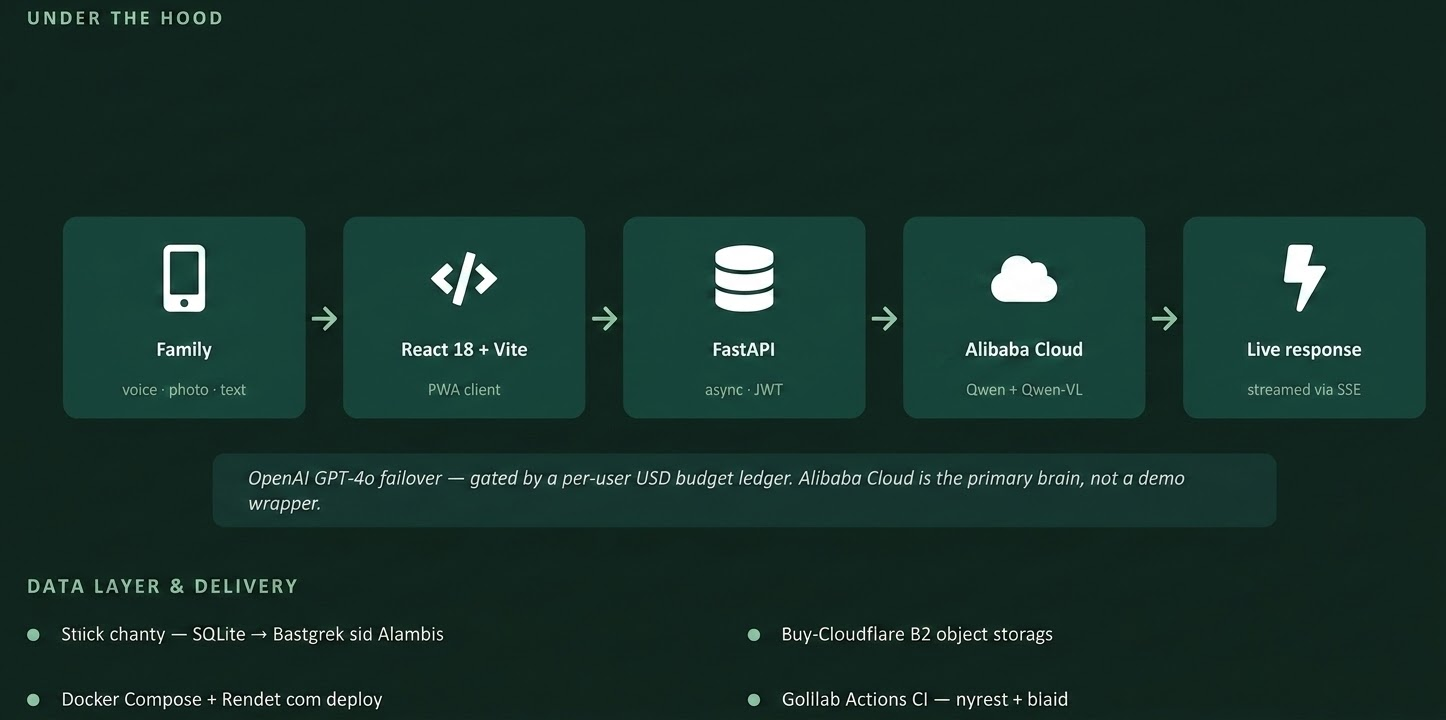 UNDER THE HOOD
Family
voice · photo · text
→
React 18 + Vite
PWA client
→
FastAPI
async · JWT
→
Alibaba Cloud
Qwen + Qwen-VL
→
Live response
streamed via SSE
OpenAI GPT-4o failover — gated by a per-user USD budget ledger. Alibaba Cloud is the primary brain, not a demo
wrapper.
DATA LAYER & DELIVERY
chanty — SQLite → Bastgrek sid Alambis
Buy-Cloudflare B2 object storags
Docker Compose + Rendet com deploy
Actions CI — nyrest + biaid